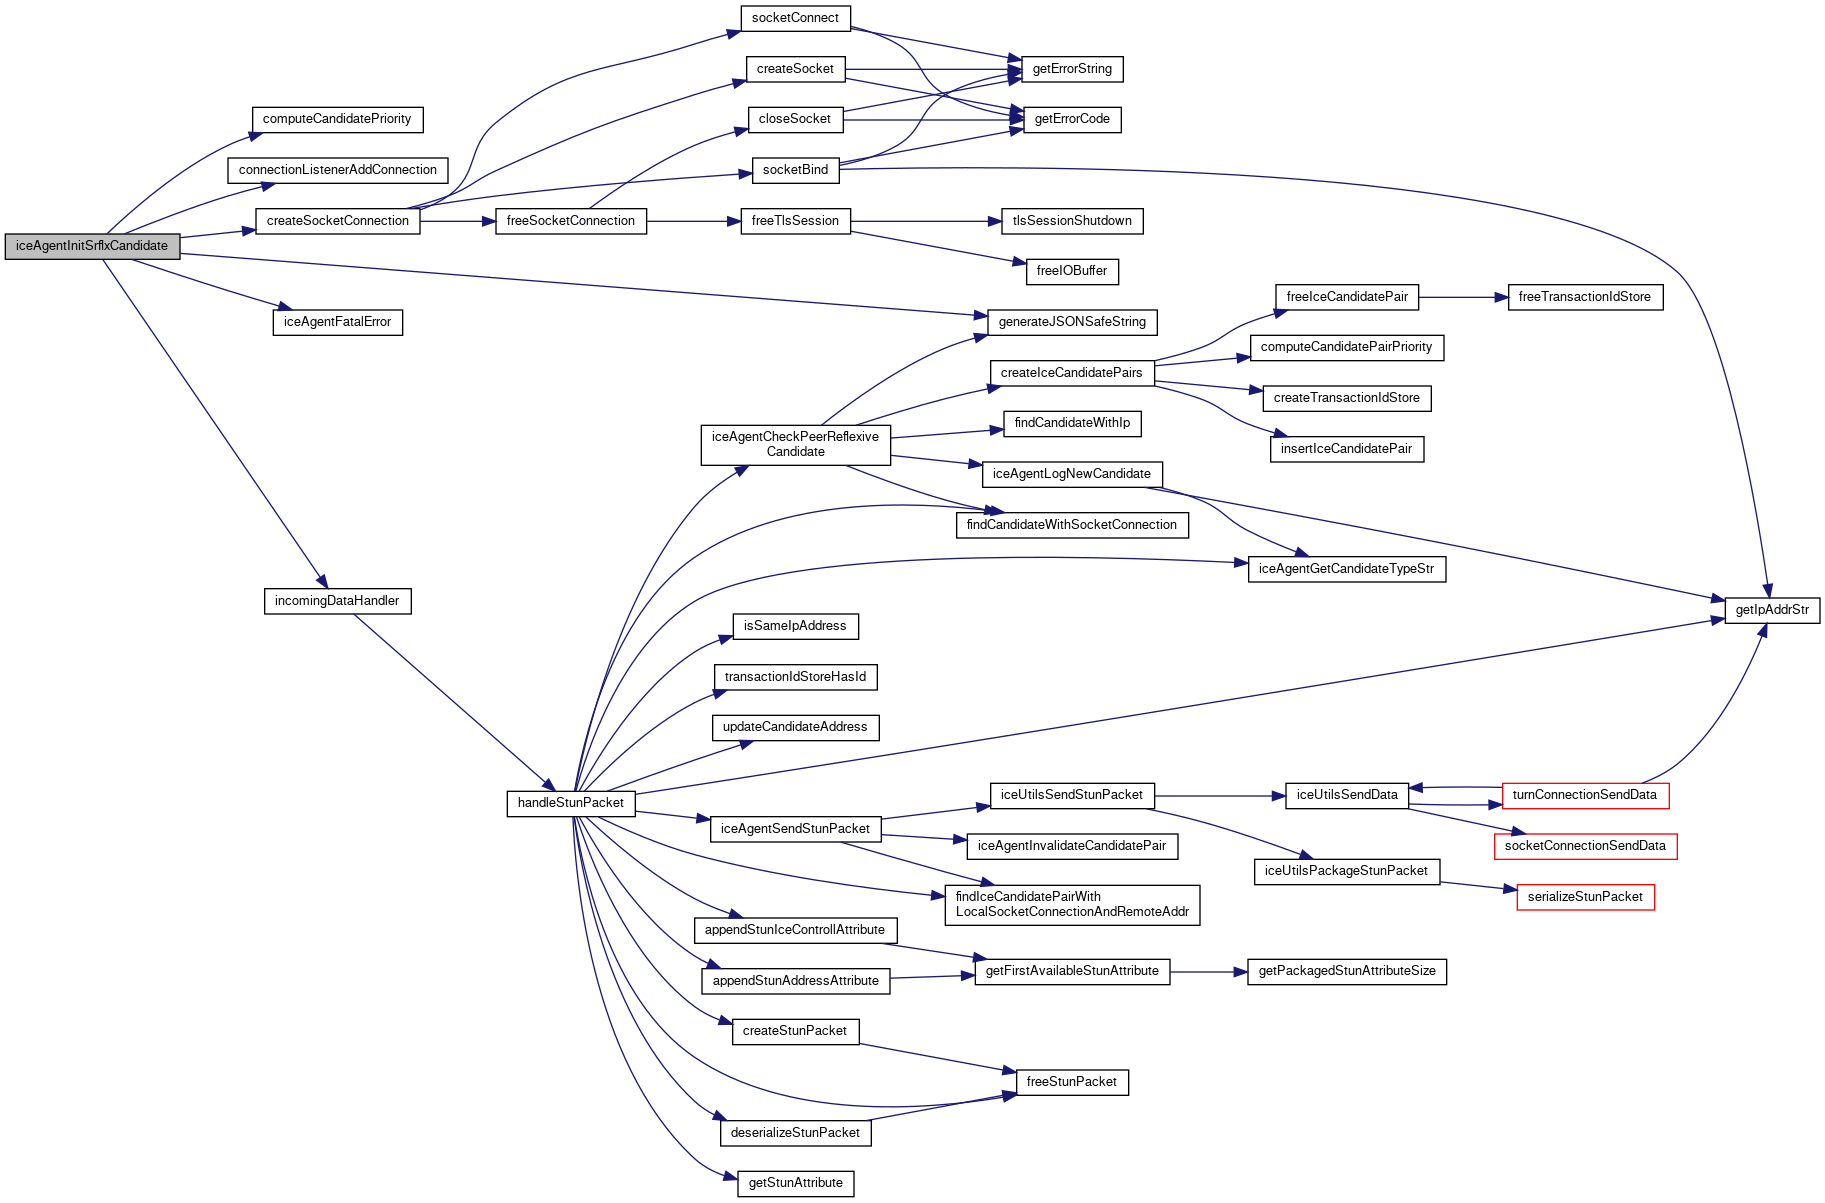 socketConnect
createSocket
getErrorString
computeCandidatePriority
closeSocket
getErrorCode
connectionListenerAddConnection
socketBind
createSocketConnection
freeSocketConnection
freeTlsSession
tlsSessionShutdown
iceAgentInitSrflxCandidate
freeIOBuffer
freeIceCandidatePair
freeTransactionIdStore
iceAgentFatalError
generateJSONSafeString
computeCandidatePairPriority
createIceCandidatePairs
createTransactionIdStore
findCandidateWithIp
iceAgentCheckPeerReflexive
Candidate
insertIceCandidatePair
iceAgentLogNewCandidate
findCandidateWithSocketConnection
iceAgentGetCandidateTypeStr
incomingDataHandler
getIpAddrStr
isSameIpAddress
transactionIdStoreHasId
updateCandidateAddress
handleStunPacket
iceUtilsSendStunPacket
iceUtilsSendData
turnConnectionSendData
iceAgentSendStunPacket
iceAgentInvalidateCandidatePair
socketConnectionSendData
iceUtilsPackageStunPacket
serializeStunPacket
findIceCandidatePairWith
LocalSocketConnectionAndRemoteAddr
appendStunIceControllAttribute
getFirstAvailableStunAttribute
getPackagedStunAttributeSize
appendStunAddressAttribute
createStunPacket
freeStunPacket
deserializeStunPacket
getStunAttribute